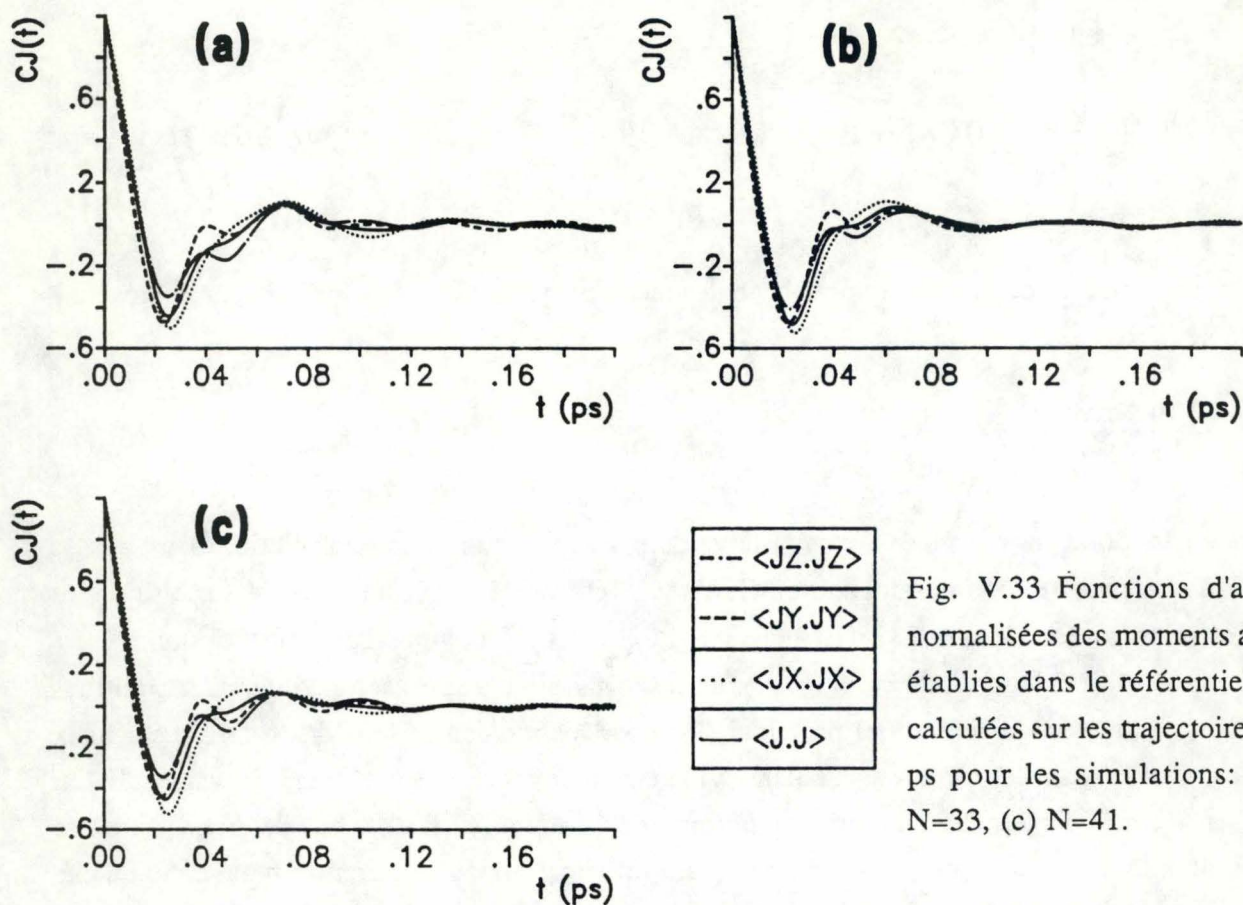 (a)
CJ(t)
.6
.2
-.2
-.6
.00 .04 .08 .12 .16
t (ps)
(b)
CJ(t)
.6
.2
-.2
-.6
.00 .04 .08 .12 .16
t (ps)
(c)
CJ(t)
.6
.2
-.2
-.6
.00 .04 .08 .12 .16
t (ps)
<JZ.JZ>
<JY.JY>
<JX.JX>
<J.J>
Fig. V.33 Fonctions d'a
normalisées des moments a
établies dans le référentie
calculées sur les trajectoire
ps pour les simulations:
N=33, (c) N=41.